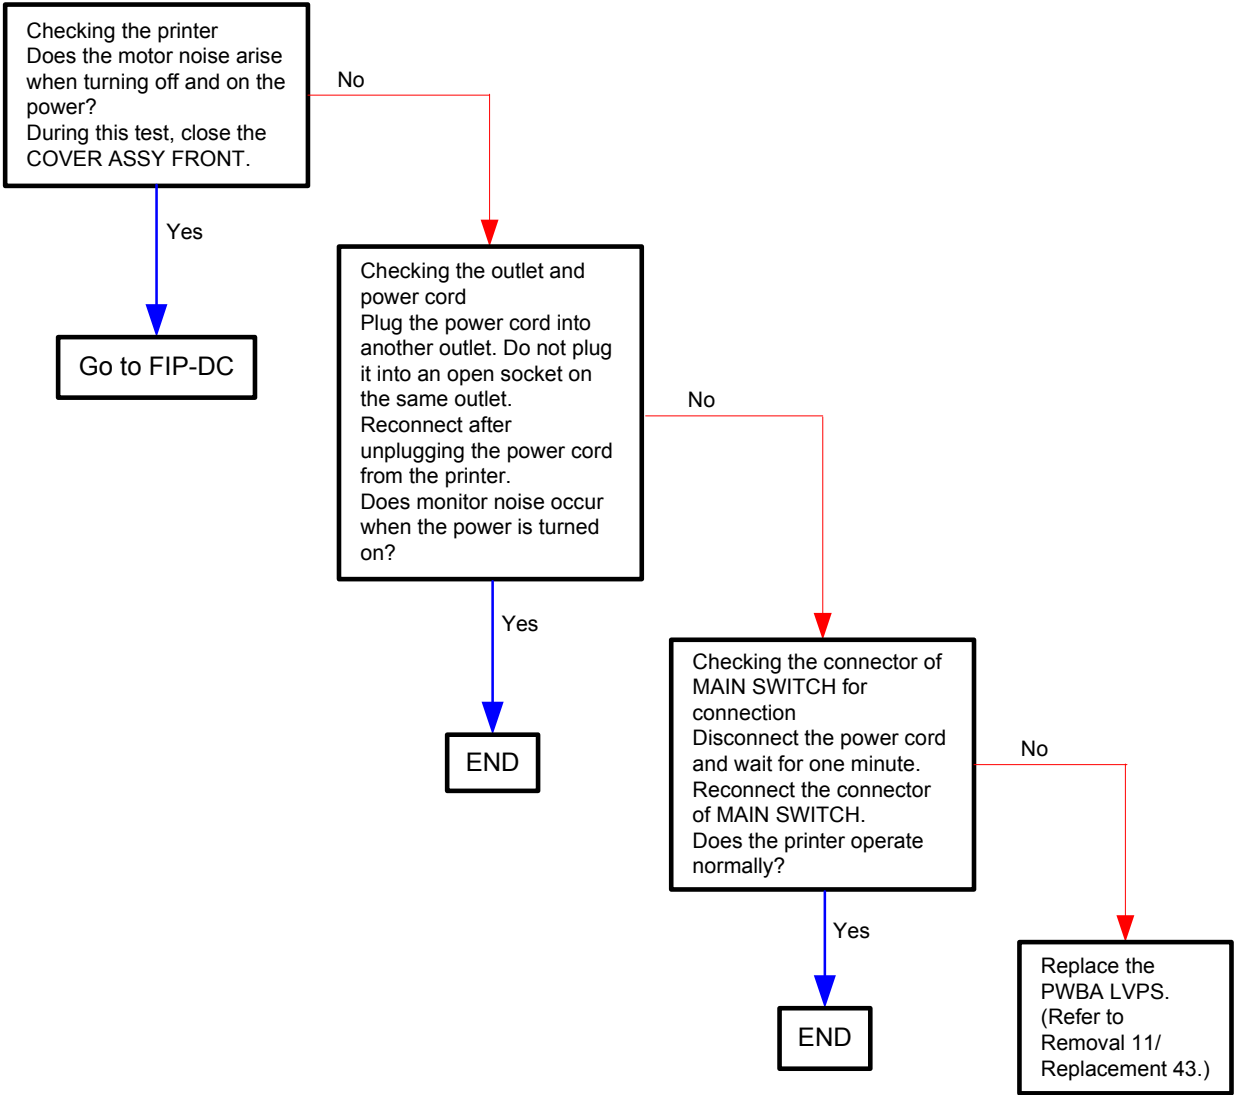 Checking the printer
Does the motor noise arise
when turning off and on the
power?
During this test, close the
COVER ASSY FRONT.
No
Yes
Go to FIP-DC
Checking the outlet and
power cord
Plug the power cord into
another outlet. Do not plug
it into an open socket on
the same outlet.
Reconnect after
unplugging the power cord
from the printer.
Does monitor noise occur
when the power is turned
on?
No
Yes
END
Checking the connector of
MAIN SWITCH for
connection
Disconnect the power cord
and wait for one minute.
Reconnect the connector
of MAIN SWITCH.
Does the printer operate
normally?
No
Yes
END
Replace the
PWBA LVPS.
(Refer to
Removal 11/
Replacement 43.)